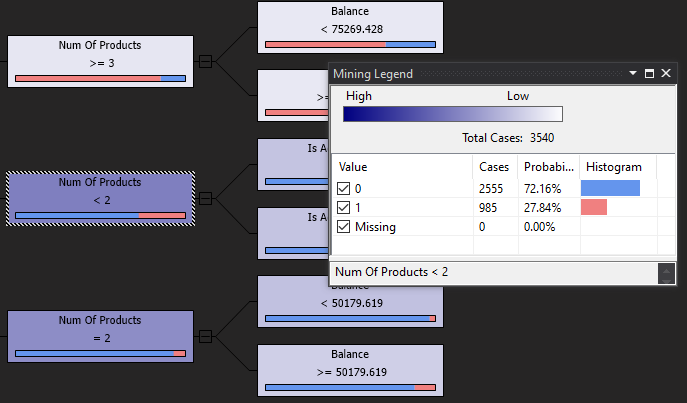 Balance
< 75269.428
Num Of Products
>= 3
Mining Legend
High
Low
Total Cases: 3540
Value Cases Probabi... Histogram
0 2555 72.16%
1 985 27.84%
Missing 0 0.00%
Num Of Products < 2
>=
Is A
Num Of Products
< 2
Is A
Balance
< 50179.619
Num Of Products
= 2
Balance
>= 50179.619